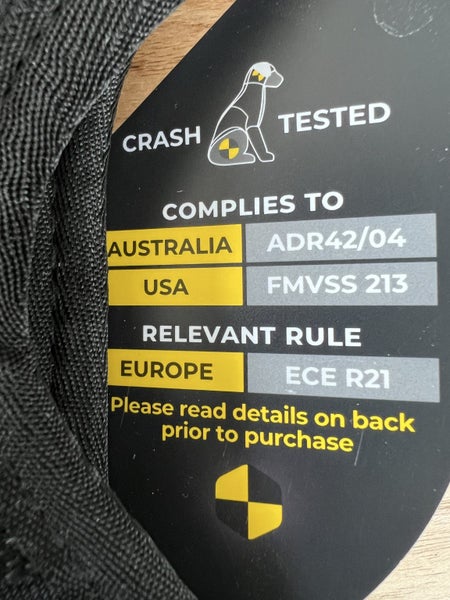 CRASH TESTED
COMPLIES TO
AUSTRALIA ADR42/04
USA FMVSS 213
RELEVANT RULE
EUROPE ECE R21
Please read details on back
prior to purchase